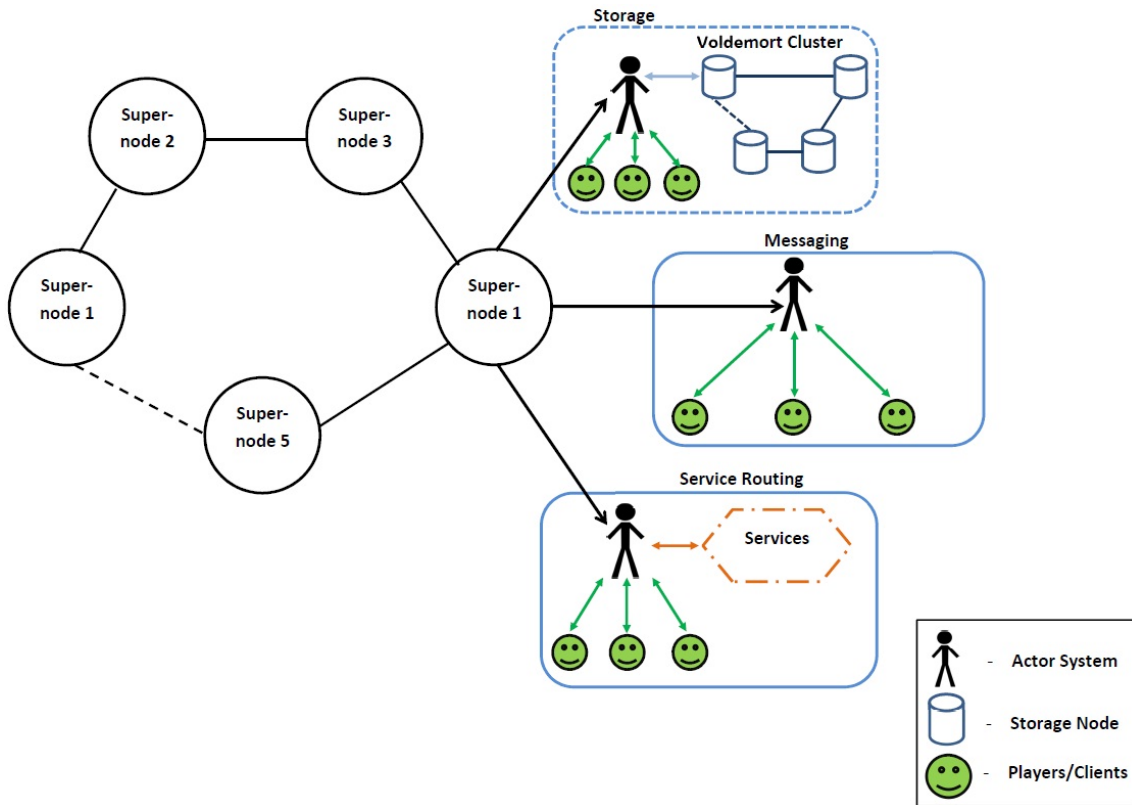 Storage
Voldemort Cluster
Super-
node 2
Super-
node 3
Super-
node 1
Super-
node 1
Super-
node 5
Messaging
Service Routing
Services
- Actor System
- Storage Node
- Players/Clients